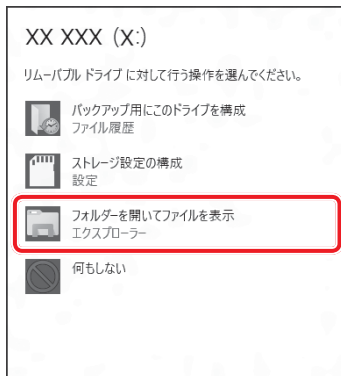 XX XXX (X:)
リムーバブル ドライブ に対して行う操作を選んでください。
バックアップ用にこのドライブを構成
ファイル履歴
ストレージ設定の構成
設定
フォルダーを開いてファイルを表示
エクスプローラー
何もしない